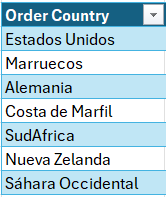 Order Country
Estados Unidos
Marruecos
Alemania
Costa de Marfil
SudAfrica
Nueva Zelanda
Sáhara Occidental